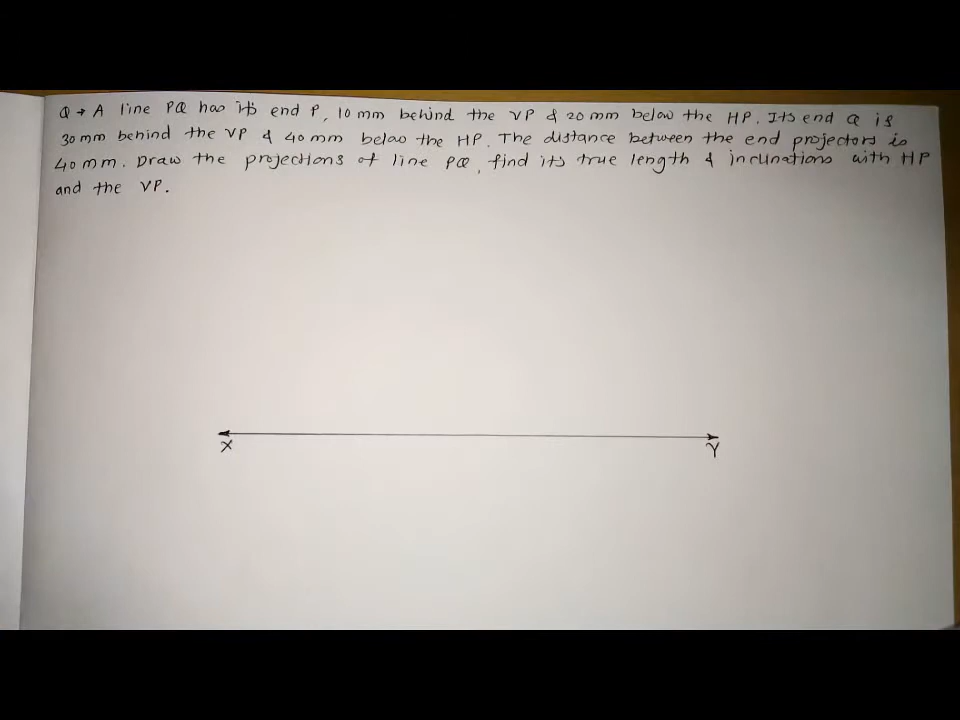 Q → A line PQ has its end P, 10 mm behind the VP & 20 mm below the HP. Its end Q is
30 mm behind the VP & 40 mm below the HP. The distance between the end projectors is
40 mm. Draw the projections of line PQ, find its true length & inclinations with HP
and the VP.
X Y